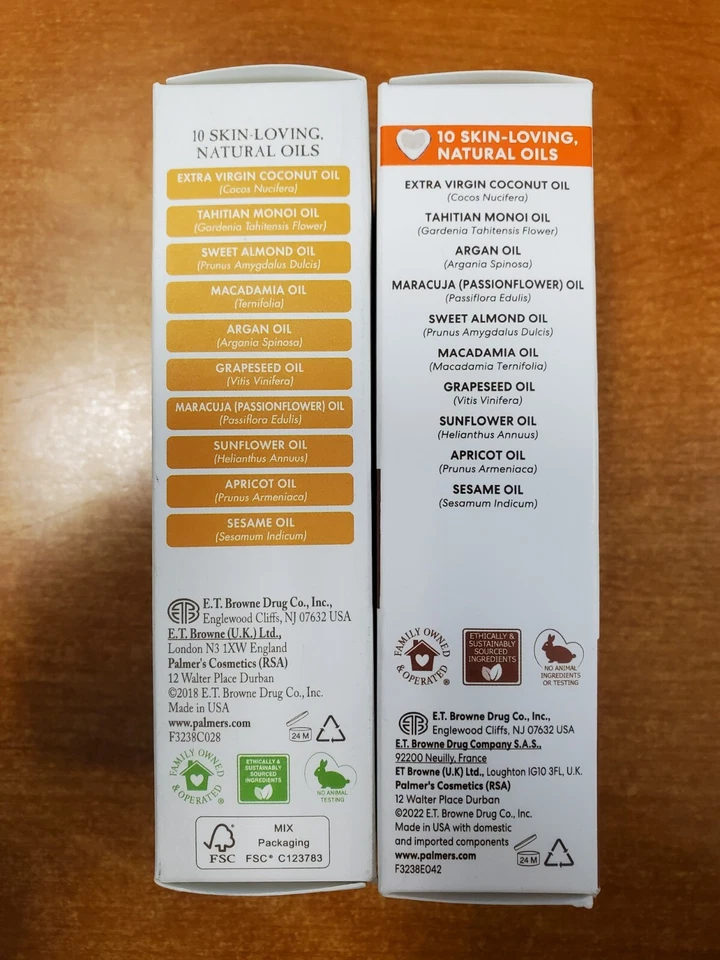 10 SKIN-LOVING,
NATURAL OILS
EXTRA VIRGIN COCONUT OIL
(Cocos Nucifera)
TAHITIAN MONOI OIL
(Gardenia Tahitensis Flower)
SWEET ALMOND OIL
(Prunus Amygdalus Dulcis)
MACADAMIA OIL
(Ternifolia)
ARGAN OIL
(Argania Spinosa)
GRAPESEED OIL
(Vitis Vinifera)
MARACUJA (PASSIONFLOWER) OIL
(Passiflora Edulis)
SUNFLOWER OIL
(Helianthus Annuus)
APRICOT OIL
(Prunus Armeniaca)
SESAME OIL
(Sesamum Indicum)
ETB
E.T. Browne Drug Co., Inc.,
Englewood Cliffs, NJ 07632 USA
E.T. Browne (U.K.) Ltd.,
London N3 1XW England
Palmer's Cosmetics (RSA)
12 Walter Place Durban
©2018 E.T. Browne Drug Co., Inc.
Made in USA
www.palmers.com
F3238C028
24 M
FAMILY OWNED
& OPERATED®
ETHICALLY &
SUSTAINABLY
SOURCED
INGREDIENTS
NO ANIMAL
TESTING
FSC
MIX
Packaging
FSC® C123783
10 SKIN-LOVING,
NATURAL OILS
EXTRA VIRGIN COCONUT OIL
(Cocos Nucifera)
TAHITIAN MONOI OIL
(Gardenia Tahitensis Flower)
ARGAN OIL
(Argania Spinosa)
MARACUJA (PASSIONFLOWER) OIL
(Passiflora Edulis)
SWEET ALMOND OIL
(Prunus Amygdalus Dulcis)
MACADAMIA OIL
(Macadamia Ternifolia)
GRAPESEED OIL
(Vitis Vinifera)
SUNFLOWER OIL
(Helianthus Annuus)
APRICOT OIL
(Prunus Armeniaca)
SESAME OIL
(Sesamum Indicum)
FAMILY OWNED
& OPERATED®
ETHICALLY &
SUSTAINABLY
SOURCED
INGREDIENTS
NO ANIMAL
INGREDIENTS
OR TESTING
ETB
E.T. Browne Drug Co., Inc.,
Englewood Cliffs, NJ 07632 USA
E.T. Browne Drug Company S.A.S.,
92200 Neuilly, France
ET Browne (U.K) Ltd., Loughton IG10 3FL, U.K.
Palmer's Cosmetics (RSA)
12 Walter Place Durban
©2022 E.T. Browne Drug Co., Inc.
Made in USA with domestic
and imported components
www.palmers.com
F3238E042
24 M